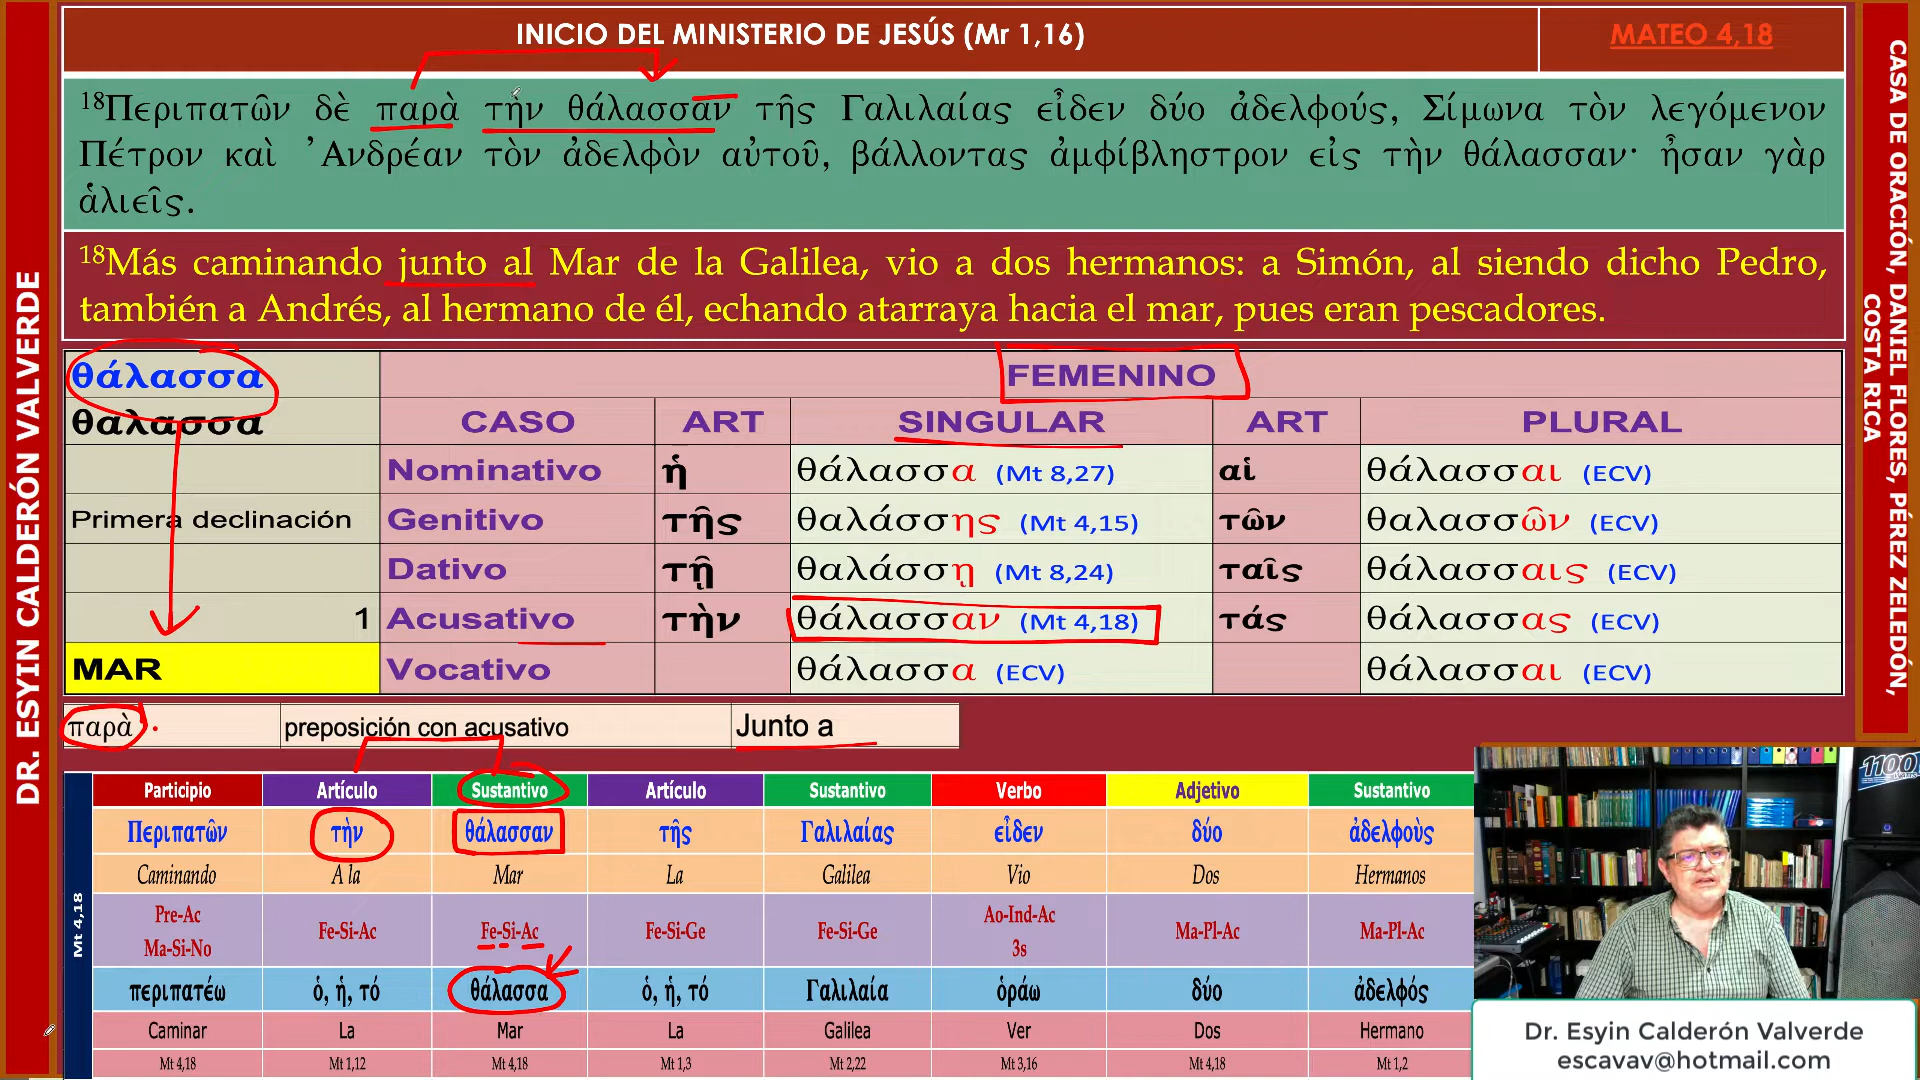 INICIO DEL MINISTERIO DE JESÚS (Mr 1,16)
MATEO 4,18
18Περιπατῶν δὲ παρὰ τὴν θάλασσαν τῆς Γαλιλαίας εἶδεν δύο ἀδελφούς, Σίμωνα τὸν λεγόμενον
Πέτρον καὶ Ἀνδρέαν τὸν ἀδελφὸν αὐτοῦ, βάλλοντας ἀμφίβληστρον εἰς τὴν θάλασσαν· ἦσαν γὰρ
ἁλιεῖς.
18Más caminando junto al Mar de la Galilea, vio a dos hermanos: a Simón, al siendo dicho Pedro,
también a Andrés, al hermano de él, echando atarraya hacia el mar, pues eran pescadores.
θάλασσα FEMENINO
θαλασσα CASO ART SINGULAR ART PLURAL
Nominativo ἡ θάλασσα (Mt 8,27) αἱ θάλασσαι (ECV)
Primera declinación Genitivo τῆς θαλάσσης (Mt 4,15) τῶν θαλασσῶν (ECV)
Dativo τῇ θαλάσσῃ (Mt 8,24) ταῖς θάλασσαις (ECV)
1 Acusativo τὴν θάλασσαν (Mt 4,18) τάς θάλασσας (ECV)
MAR Vocativo θάλασσα (ECV) θάλασσαι (ECV)
παρὰ preposición con acusativo Junto a
Participio Artículo Sustantivo Artículo Sustantivo Verbo Adjetivo Sustantivo
Περιπατῶν τὴν θάλασσαν τῆς Γαλιλαίας εἶδεν δύο ἀδελφοὺς
Caminando A la Mar La Galilea Vio Dos Hermanos
Pre-Ac Ma-Si-No Fe-Si-Ac Fe-Si-Ac Fe-Si-Ge Fe-Si-Ge Ao-Ind-Ac 3s Ma-Pl-Ac Ma-Pl-Ac
περιπατέω ὁ, ἡ, τό θάλασσα ὁ, ἡ, τό Γαλιλαία ὁράω δύο ἀδελφός
Caminar La Mar La Galilea Ver Dos Hermano
Mt 4,18 Mt 1,12 Mt 4,18 Mt 1,3 Mt 2,22 Mt 3,16 Mt 4,18 Mt 1,2
Mt 4,18
DR. ESYIN CALDERÓN VALVERDE
CASA DE ORACIÓN, DANIEL FLORES, PÉREZ ZELEDÓN,
COSTA RICA
1100
Dr. Esyin Calderón Valverde
escavav@hotmail.com